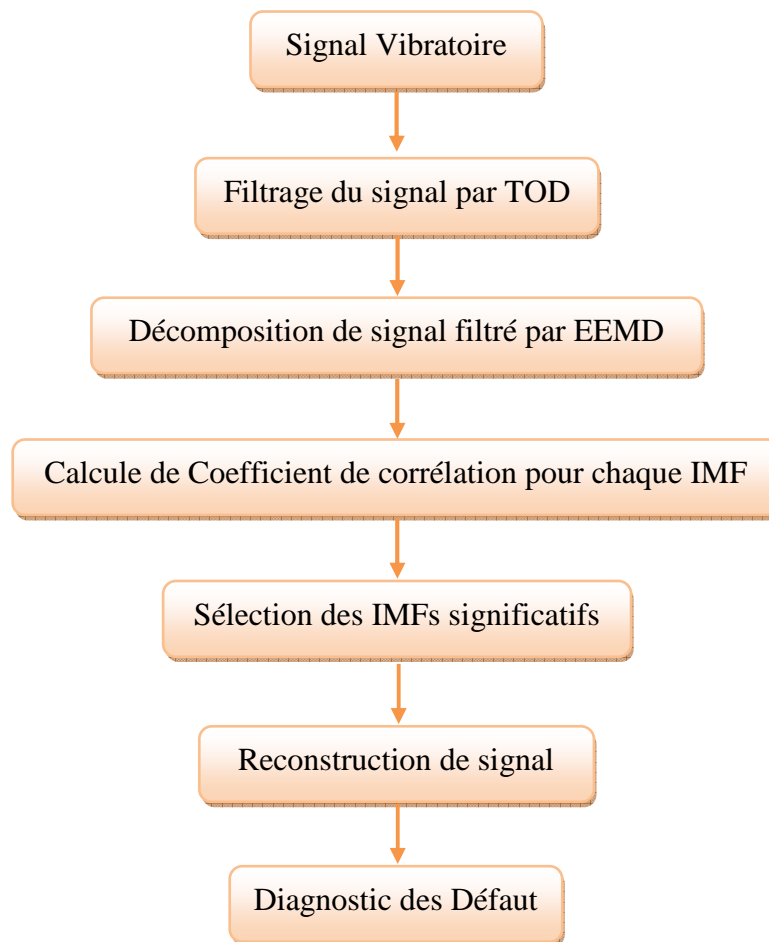 Signal Vibratoire
Filtrage du signal par TOD
Décomposition de signal filtré par EEMD
Calcule de Coefficient de corrélation pour chaque IMF
Sélection des IMFs significatifs
Reconstruction de signal
Diagnostic des Défaut